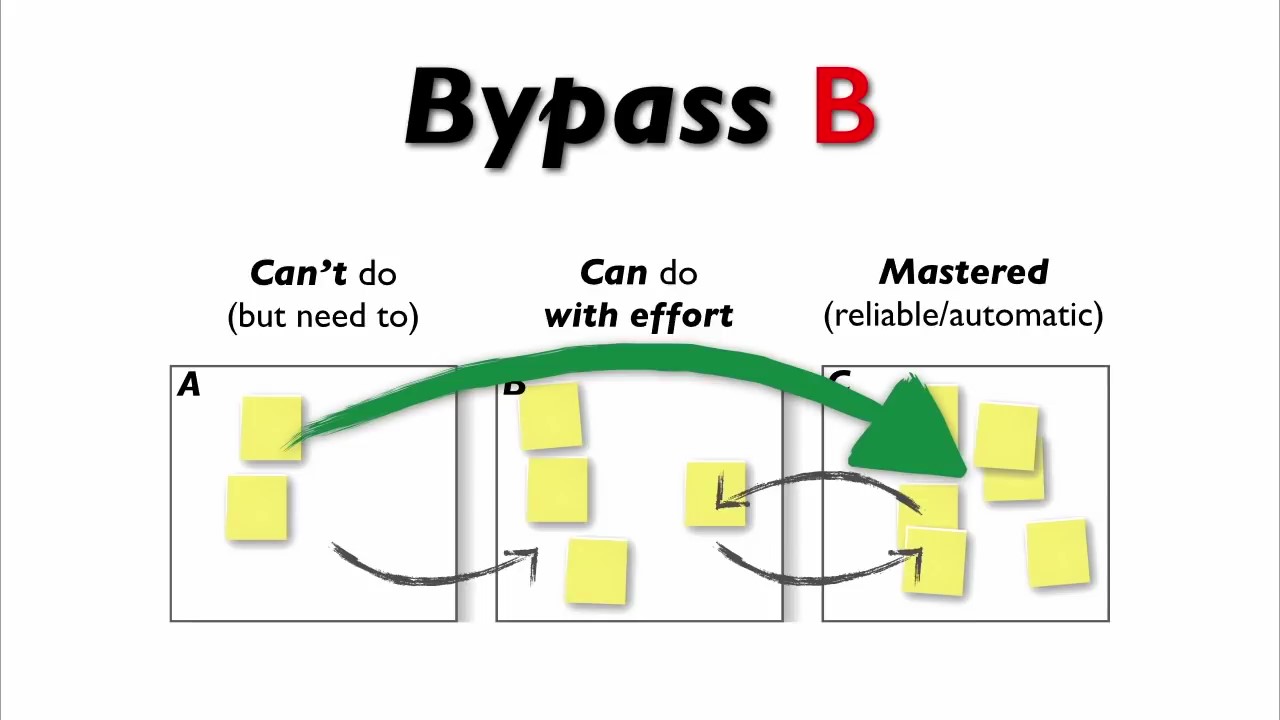 Bypass B
Can't do
(but need to)
Can do
with effort
Mastered
(reliable/automatic)
A
B
C